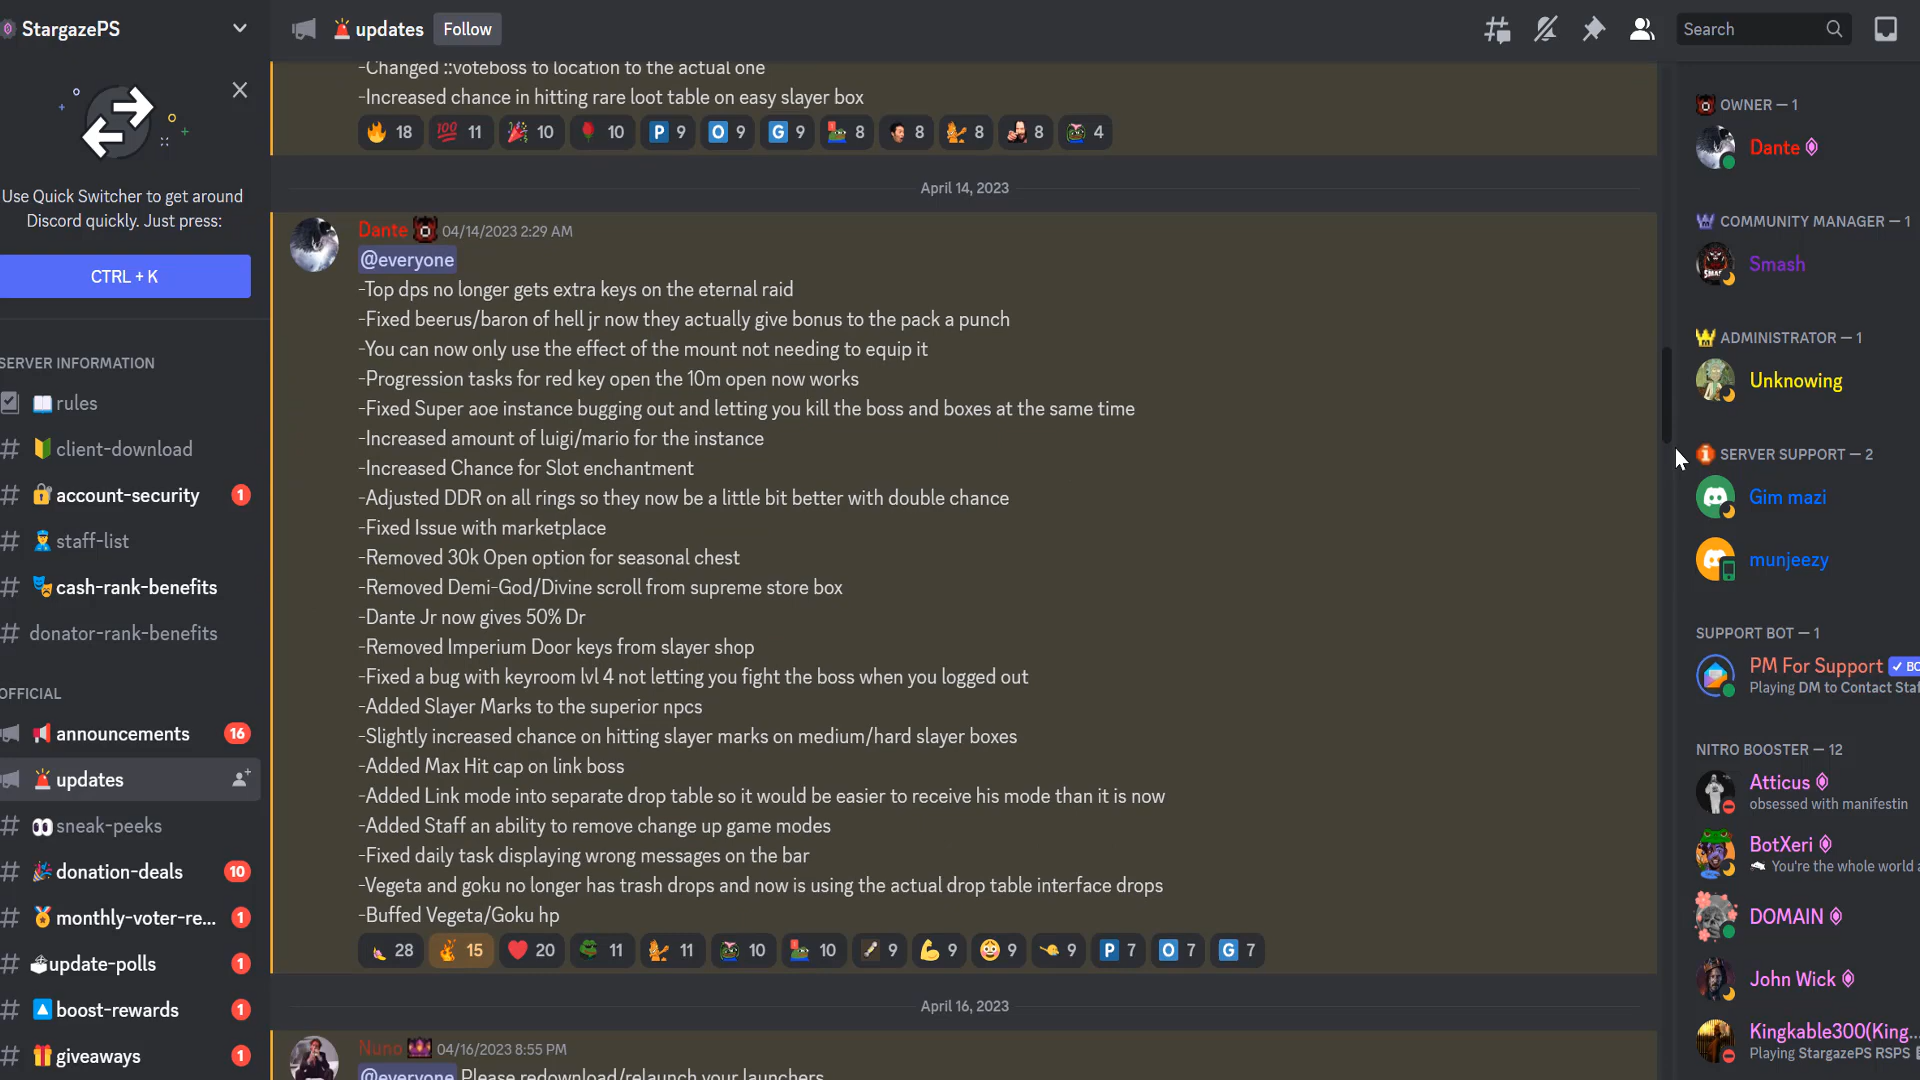 StargazePS
Use Quick Switcher to get around
Discord quickly. Just press:
CTRL + K
SERVER INFORMATION
rules
client-download
account-security 1
staff-list
cash-rank-benefits
donator-rank-benefits
OFFICIAL
announcements 16
updates
sneak-peeks
donation-deals 10
monthly-voter-re... 1
update-polls 1
boost-rewards 1
giveaways 1
updates Follow
Search
-Changed ::voteboss to location to the actual one
-Increased chance in hitting rare loot table on easy slayer box
18 💯 11 10 10 P 9 O 9 G 9 8 8 8 8 4
April 14, 2023
Dante 04/14/2023 2:29 AM
@everyone
-Top dps no longer gets extra keys on the eternal raid
-Fixed beerus/baron of hell jr now they actually give bonus to the pack a punch
-You can now only use the effect of the mount not needing to equip it
-Progression tasks for red key open the 10m open now works
-Fixed Super aoe instance bugging out and letting you kill the boss and boxes at the same time
-Increased amount of luigi/mario for the instance
-Increased Chance for Slot enchantment
-Adjusted DDR on all rings so they now be a little bit better with double chance
-Fixed Issue with marketplace
-Removed 30k Open option for seasonal chest
-Removed Demi-God/Divine scroll from supreme store box
-Dante Jr now gives 50% Dr
-Removed Imperium Door keys from slayer shop
-Fixed a bug with keyroom lvl 4 not letting you fight the boss when you logged out
-Added Slayer Marks to the superior npcs
-Slightly increased chance on hitting slayer marks on medium/hard slayer boxes
-Added Max Hit cap on link boss
-Added Link mode into separate drop table so it would be easier to receive his mode than it is now
-Added Staff an ability to remove change up game modes
-Fixed daily task displaying wrong messages on the bar
-Vegeta and goku no longer has trash drops and now is using the actual drop table interface drops
-Buffed Vegeta/Goku hp
28 15 20 11 11 10 10 9 9 9 9 P 7 O 7 G 7
April 16, 2023
Nuno 04/16/2023 8:55 PM
@everyone Please redownload/relaunch your launchers
OWNER — 1
Dante
COMMUNITY MANAGER — 1
Smash
ADMINISTRATOR — 1
Unknowing
SERVER SUPPORT — 2
Gim mazi
munjeezy
SUPPORT BOT — 1
PM For Support ✓ BO
Playing DM to Contact Staf
NITRO BOOSTER — 12
Atticus
obsessed with manifestin
BotXeri
You're the whole world a
DOMAIN
John Wick
Kingkable300(King...
Playing StargazePS RSPS